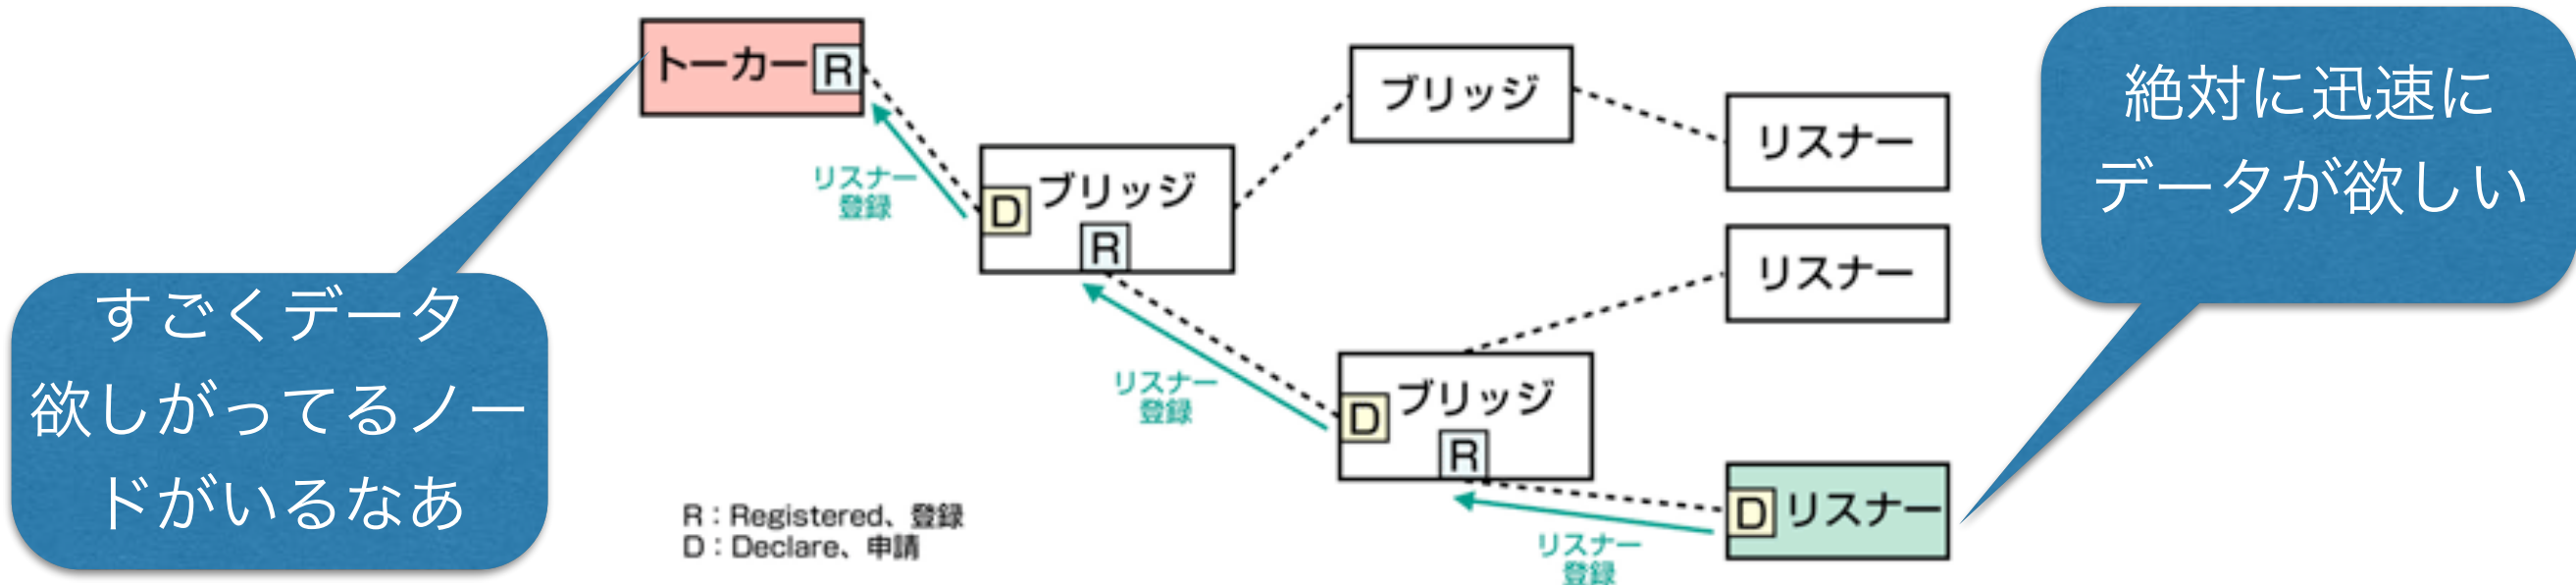 トーカー R
ブリッジ
リスナー
絶対に迅速に
データが欲しい
リスナー
登録
D ブリッジ
R
リスナー
すごくデータ
欲しがってるノー
ドがいるなあ
リスナー
登録
D ブリッジ
R
D リスナー
リスナー
登録
R：Registered、登録
D：Declare、申請